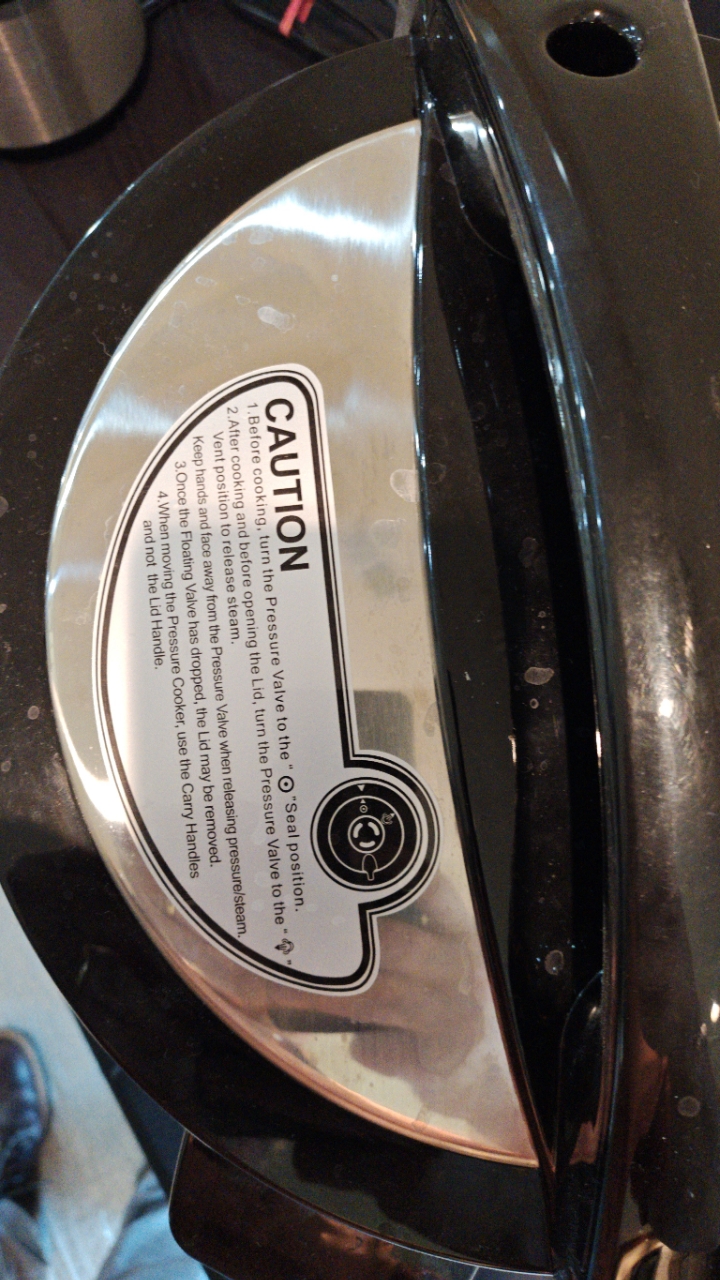 CAUTION
1.Before cooking, turn the Pressure Valve to the " ⊙ "Seal position.
2.After cooking and before opening the Lid, turn the Pressure Valve to the " "
Vent position to release steam.
Keep hands and face away from the Pressure Valve when releasing pressure/steam.
3.Once the Floating Valve has dropped, the Lid may be removed.
4.When moving the Pressure Cooker, use the Carry Handles
and not the Lid Handle.